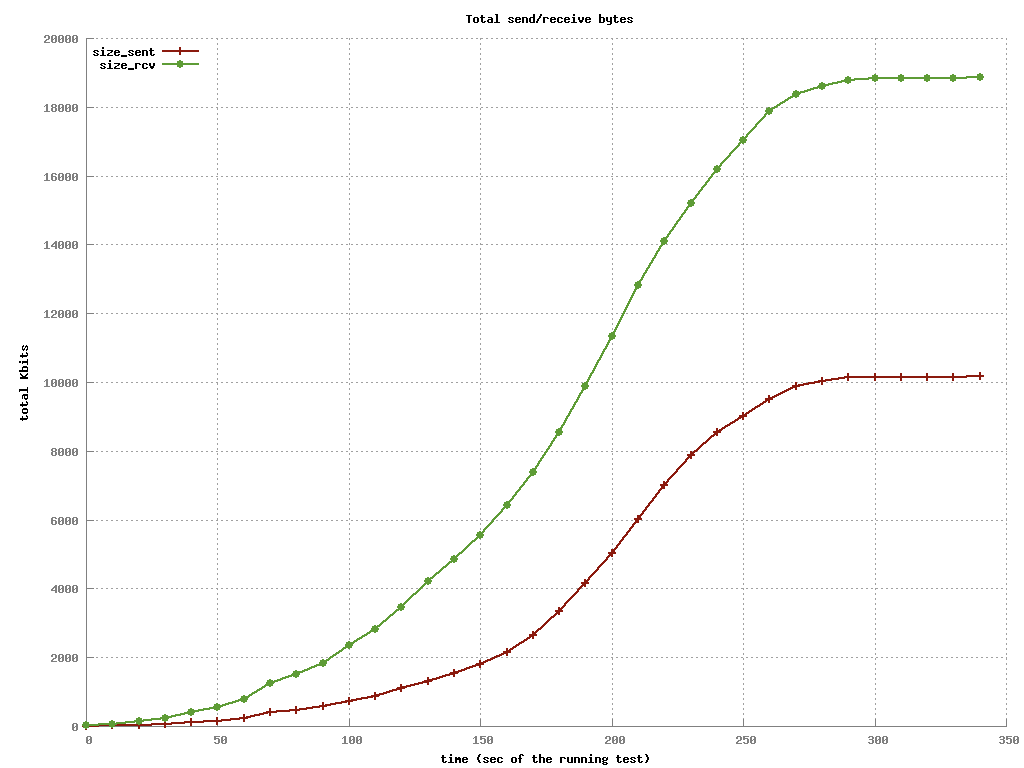 Total send/receive bytes
size_sent
size_rcv
20000
18000
16000
14000
12000
10000
8000
6000
4000
2000
0
total Kbits
0 50 100 150 200 250 300 350
time (sec of the running test)